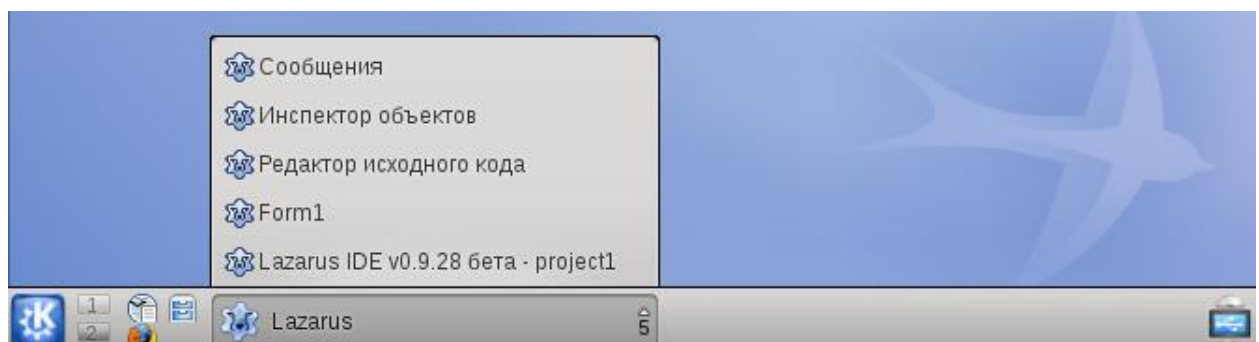 Сообщения
Инспектор объектов
Редактор исходного кода
Form1
Lazarus IDE v0.9.28 бета - project1
1
2
Lazarus
5